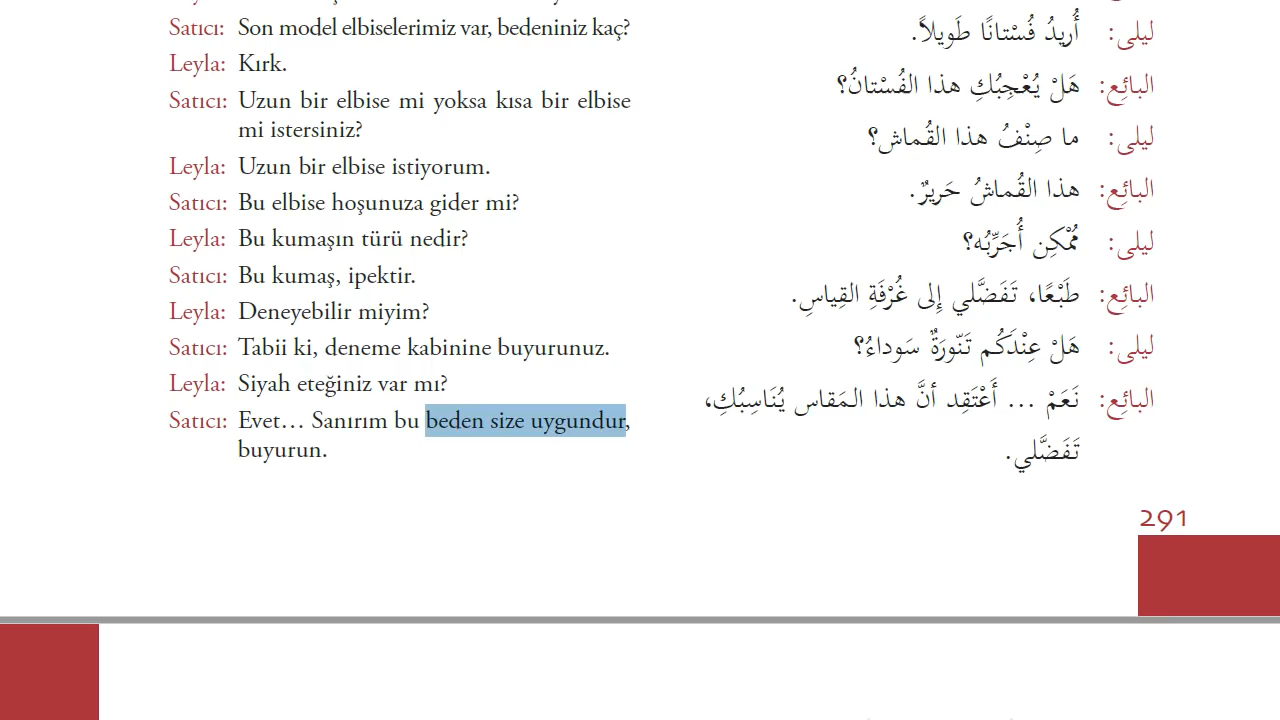 Satıcı: Son model elbiselerimiz var, bedeniniz kaç?
Leyla: Kırk.
Satıcı: Uzun bir elbise mi yoksa kısa bir elbise
mi istersiniz?
Leyla: Uzun bir elbise istiyorum.
Satıcı: Bu elbise hoşunuza gider mi?
Leyla: Bu kumaşın türü nedir?
Satıcı: Bu kumaş, ipektir.
Leyla: Deneyebilir miyim?
Satıcı: Tabii ki, deneme kabinine buyurunuz.
Leyla: Siyah eteğiniz var mı?
Satıcı: Evet… Sanırım bu beden size uygundur,
buyurun.
ليلى: أُرِيدُ فُسْتانًا طَوِيلاً.
البائِع: هَلْ يُعْجِبُكِ هذا الفُسْتانُ؟
ليلى: ما صِنْفُ هذا القُماش؟
البائِع: هذا القُماشُ حَرِيرٌ.
ليلى: مُمْكِن أُجَرِّبُه؟
البائِع: طَبْعًا، تَفَضَّلي إِلى غُرْفَةِ القِياسِ.
ليلى: هَلْ عِنْدَكُم تَنّورَةٌ سَوداءُ؟
البائِع: نَعَمْ … أَعْتَقِد أنَّ هذا المَقاس يُنَاسِبُكِ،
تَفَضَّلي.
291